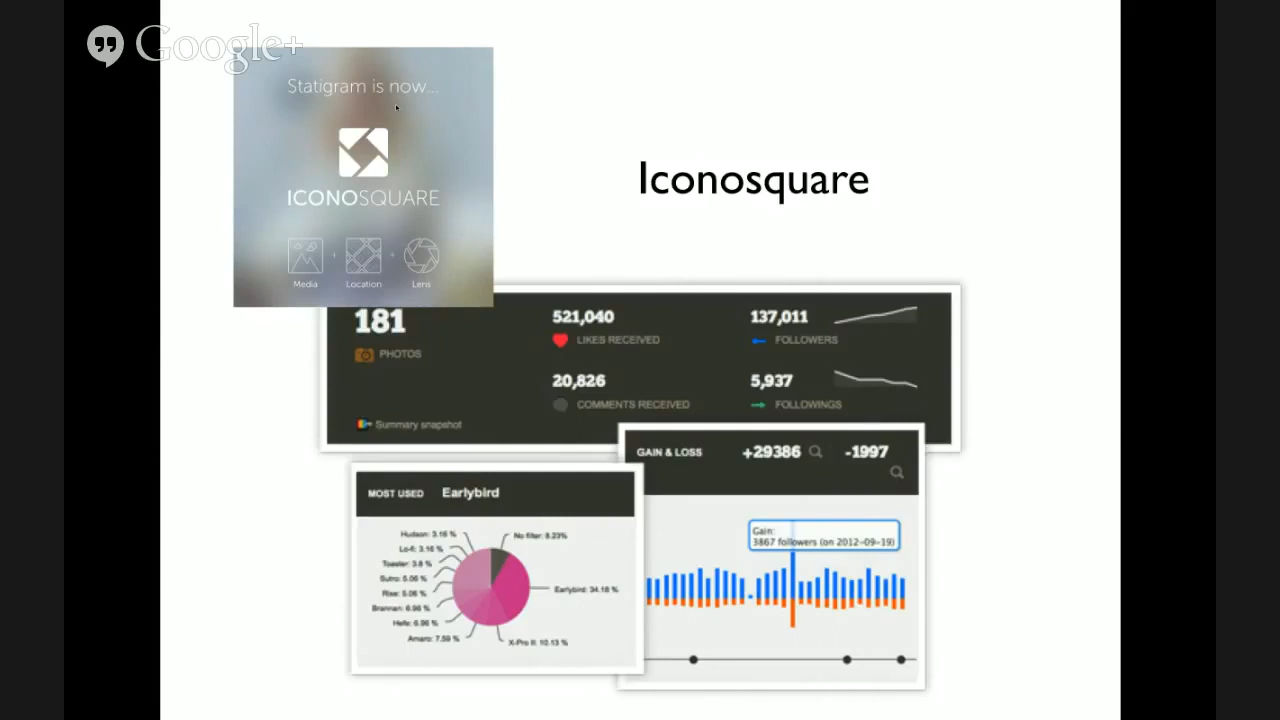 Google+
Statigram is now...
ICONOSQUARE
Media + Location + Lens
Iconosquare
181
PHOTOS
521,040
LIKES RECEIVED
137,011
FOLLOWERS
20,826
COMMENTS RECEIVED
5,937
FOLLOWINGS
Summary snapshot
GAIN & LOSS +29386 -1997
Gain:
3867 followers (on 2012-09-19)
MOST USED Earlybird
Hudson: 3.16 %
No filter: 8.23%
Lo-fi: 3.16 %
Toaster: 3.8 %
Sutro: 5.06 %
Rise: 5.06 %
Earlybird: 34.18 %
Brannan: 6.96 %
Hefe: 6.96 %
Amaro: 7.59 %
X-Pro II: 10.13 %